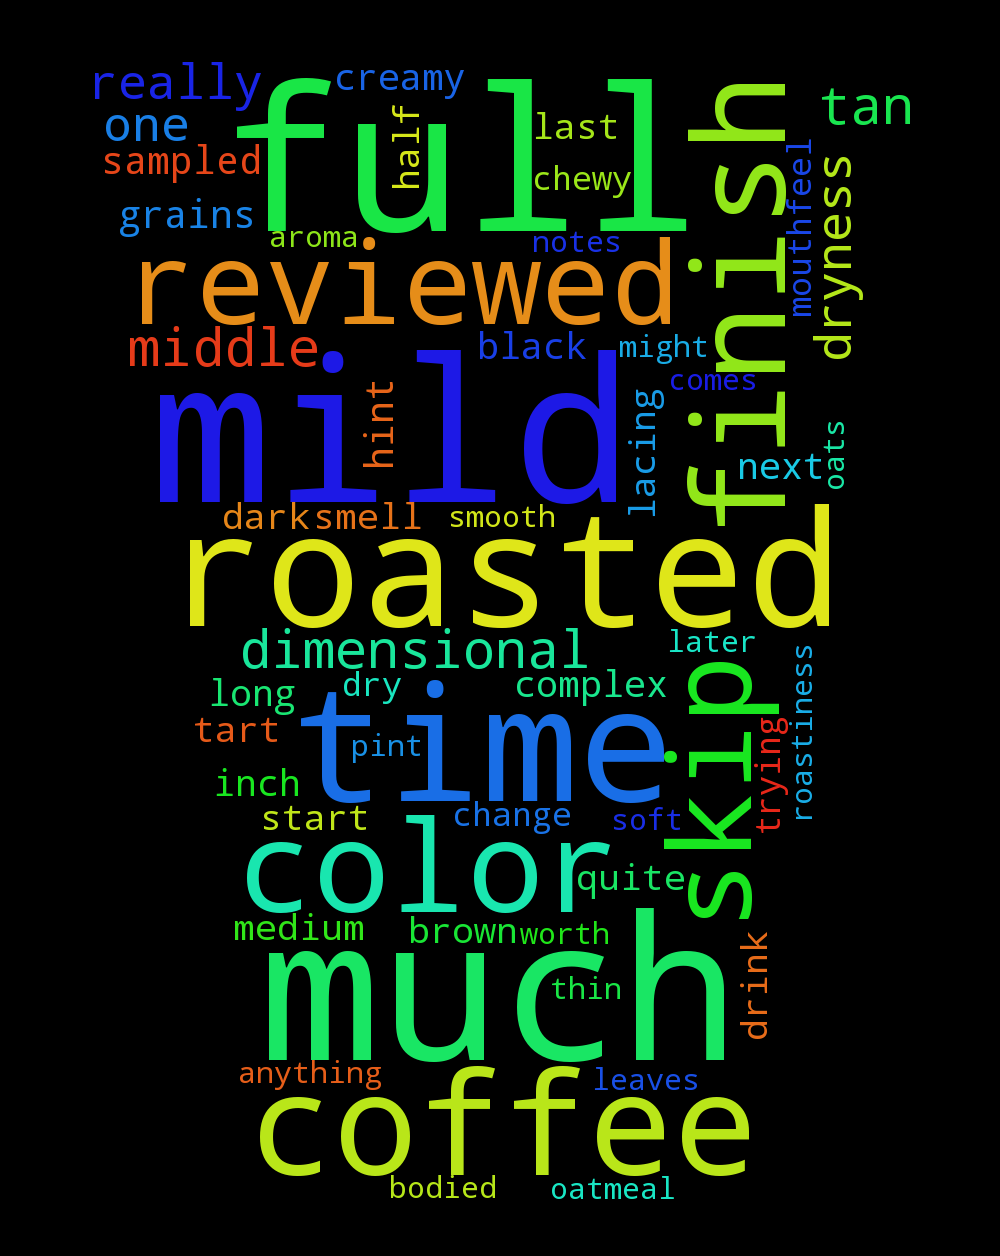 really
creamy
full
finish
tan
one
half
last
sampled
mouthfeel
dryness
chewy
grains
aroma
notes
reviewed
middle
black
might
mild
hint
comes
lacing
oats
next
dark
smell
smooth
roasted
dimensional
later
long
dry
complex
skip
roastiness
time
tart
pint
trying
inch
start
change
soft
color
quite
medium
brown
worth
much
drink
thin
anything
leaves
coffee
bodied
oatmeal